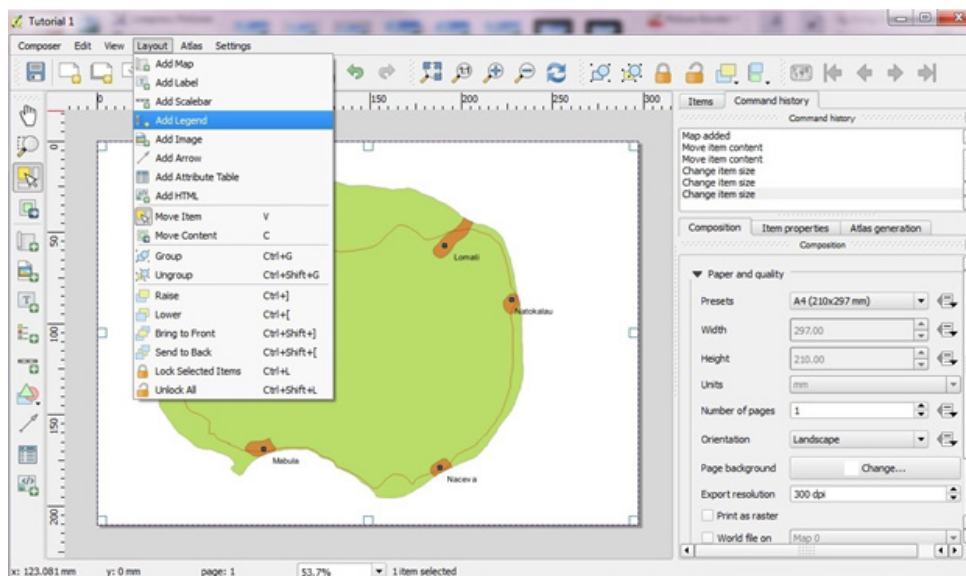 Tutorial 1
Composer Edit View Layout Atlas Settings
Add Map
Add Label
Add Scalebar
Add Legend
Add Image
Add Arrow
Add Attribute Table
Add HTML
Move Item V
Move Content C
Group Ctrl+G
Ungroup Ctrl+Shift+G
Raise Ctrl+]
Lower Ctrl+[
Bring to Front Ctrl+Shift+]
Send to Back Ctrl+Shift+[
Lock Selected Items Ctrl+L
Unlock All Ctrl+Shift+L
0 150 200 250 300
0
50
100
150
200
Lomati
Natokalau
Mabula
Naceva
Items Command history
Command history
Map added
Move item content
Move item content
Change item size
Change item size
Change item size
Composition Item properties Atlas generation
Composition
Paper and quality
Presets A4 (210x297 mm)
Width 297.00
Height 210.00
Units mm
Number of pages 1
Orientation Landscape
Page background Change...
Export resolution 300 dpi
Print as raster
World file on Map 0
x: 123.081 mm y: 0 mm page: 1 53.7% 1 item selected